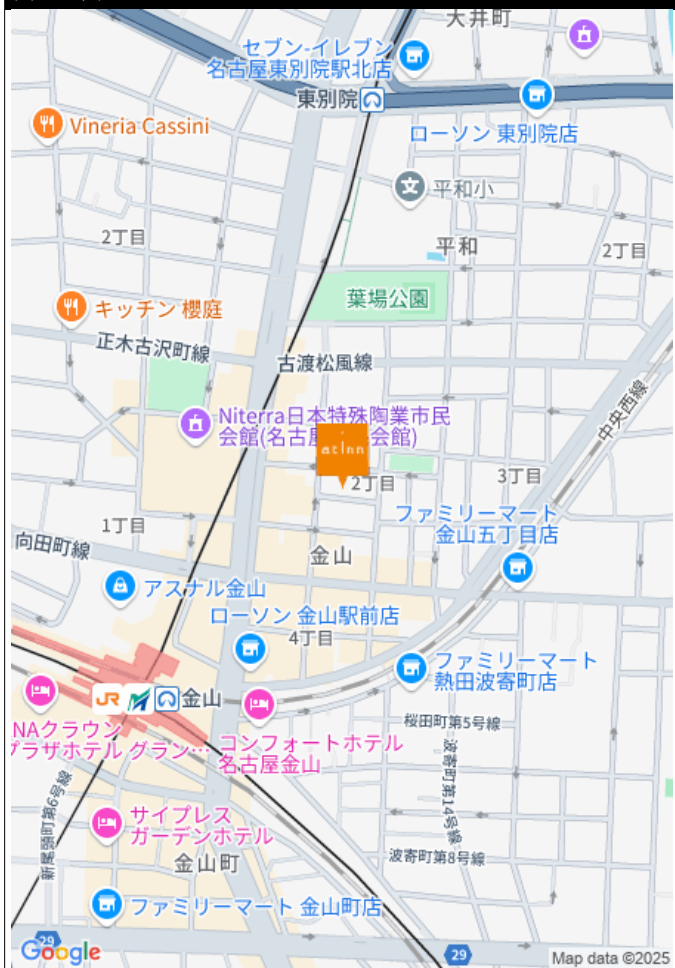 大井町
セブン-イレブン
名古屋東別院駅北店
東別院
ローソン 東別院店
Vineria Cassini
平和小
2丁目
平和
2丁目
葉場公園
キッチン 櫻庭
正木古沢町線
古渡松風線
中央西線
Niterra日本特殊陶業市民
会館(名古屋
会館)
atinn
2丁目
3丁目
ファミリーマート
金山五丁目店
1丁目
向田町線
金山
アスナル金山
ローソン 金山駅前店
4丁目
ファミリーマート
熱田波寄町店
JR
金山
NAクラウン
プラザホテル グラン…
コンフォートホテル
名古屋金山
桜田町第5号線
波寄町第14号線
新尾頭町第6号線
サイプレス
ガーデンホテル
金山町
波寄町第8号線
ファミリーマート 金山町店
29
29
Google
Map data ©2025